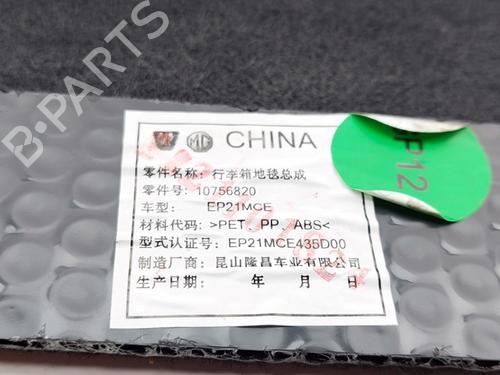 B-PARTS
MG CHINA
零件名称: 行李箱地毯总成
零件号: 10756820
车型: EP21MCE
材料代码: >PET、PP、ABS<
型式认证号: EP21MCE435D00
制造厂商: 昆山隆昌车业有限公司
生产日期: 年 月 日
EP12